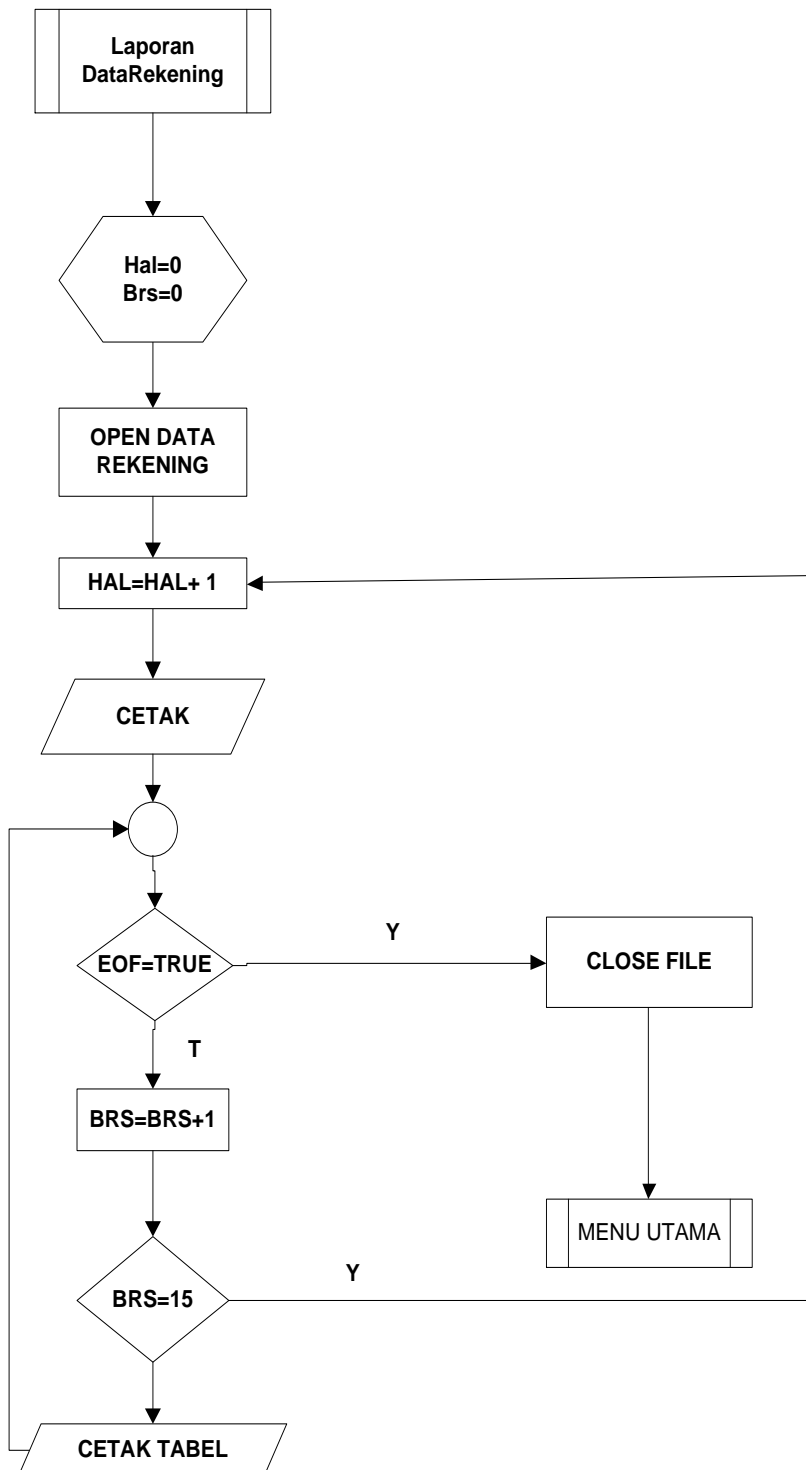 Laporan
DataRekening
Hal=0
Brs=0
OPEN DATA
REKENING
HAL=HAL+ 1
CETAK
EOF=TRUE
Y
CLOSE FILE
T
BRS=BRS+1
MENU UTAMA
BRS=15
Y
CETAK TABEL